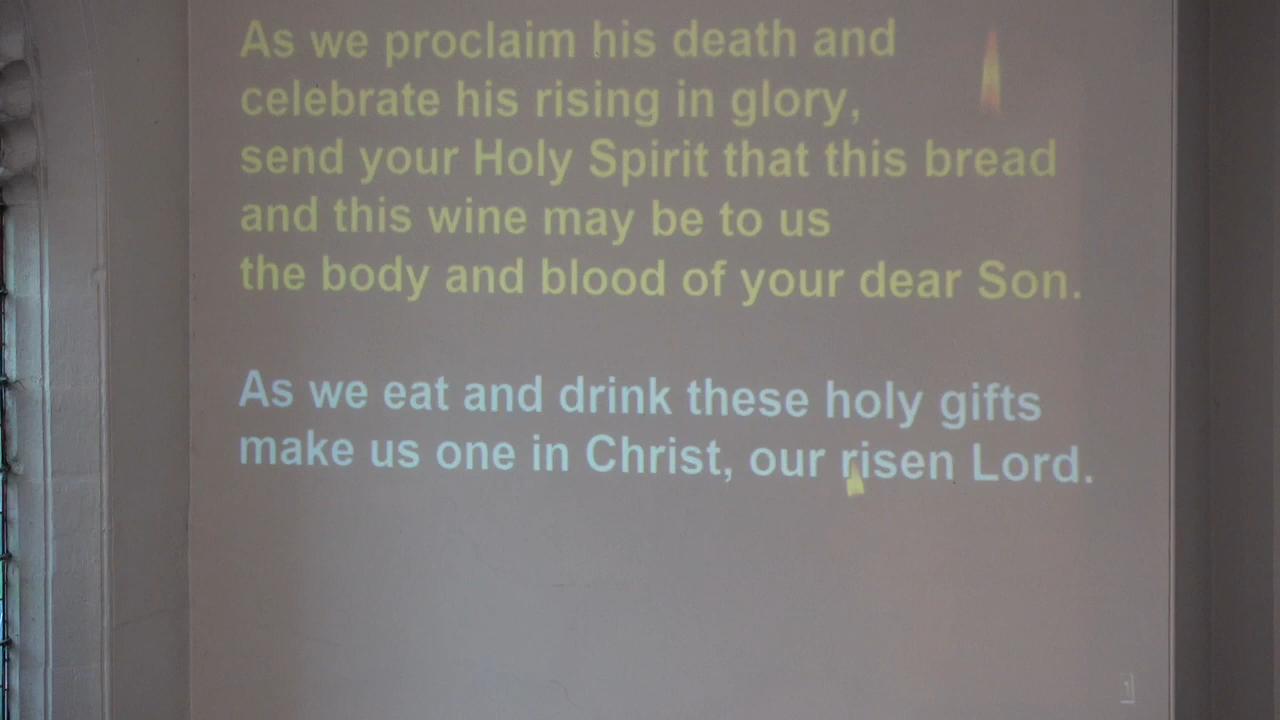 As we proclaim his death and
celebrate his rising in glory,
send your Holy Spirit that this bread
and this wine may be to us
the body and blood of your dear Son.
As we eat and drink these holy gifts
make us one in Christ, our risen Lord.